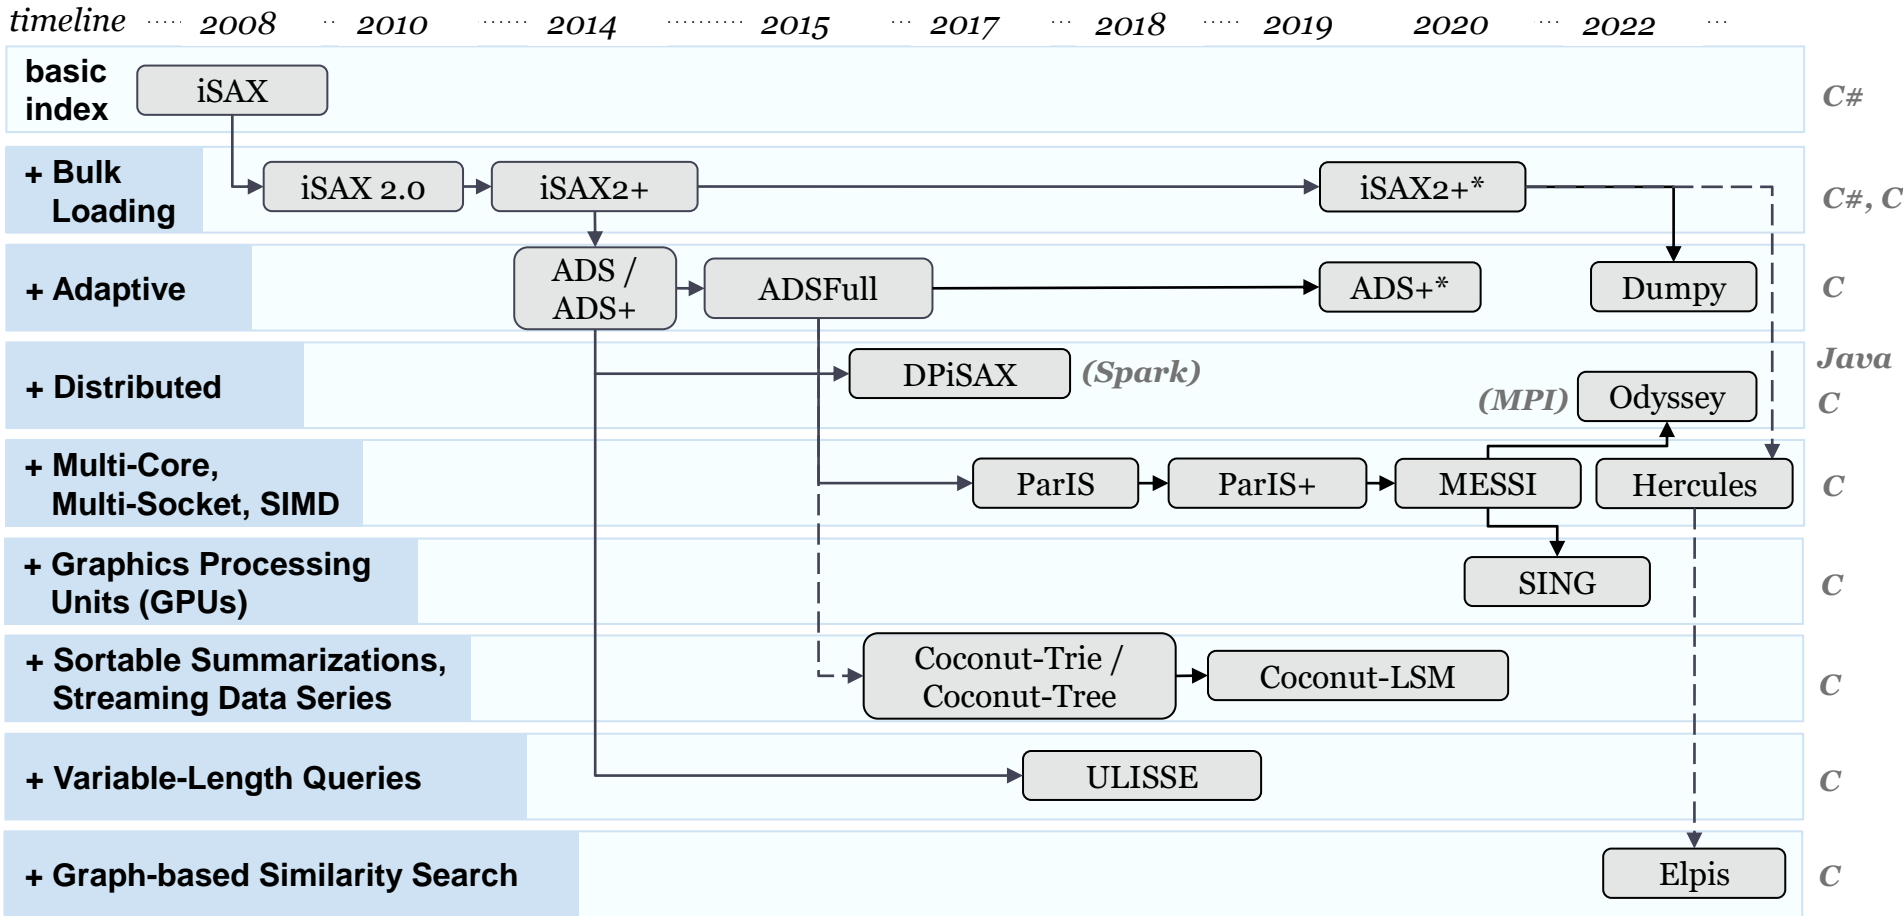 timeline ····· 2008 ··· 2010 ····· 2014 ········· 2015 ··· 2017 ··· 2018 ····· 2019 2020 ··· 2022 ···
basic
index
iSAX
C#
+ Bulk
Loading
iSAX 2.0
iSAX2+
iSAX2+*
C#, C
+ Adaptive
ADS /
ADS+
ADSFull
ADS+*
Dumpy
C
+ Distributed
DPiSAX
(Spark)
(MPI)
Odyssey
Java
C
+ Multi-Core,
Multi-Socket, SIMD
ParIS
ParIS+
MESSI
Hercules
C
+ Graphics Processing
Units (GPUs)
SING
C
+ Sortable Summarizations,
Streaming Data Series
Coconut-Trie /
Coconut-Tree
Coconut-LSM
C
+ Variable-Length Queries
ULISSE
C
+ Graph-based Similarity Search
Elpis
C